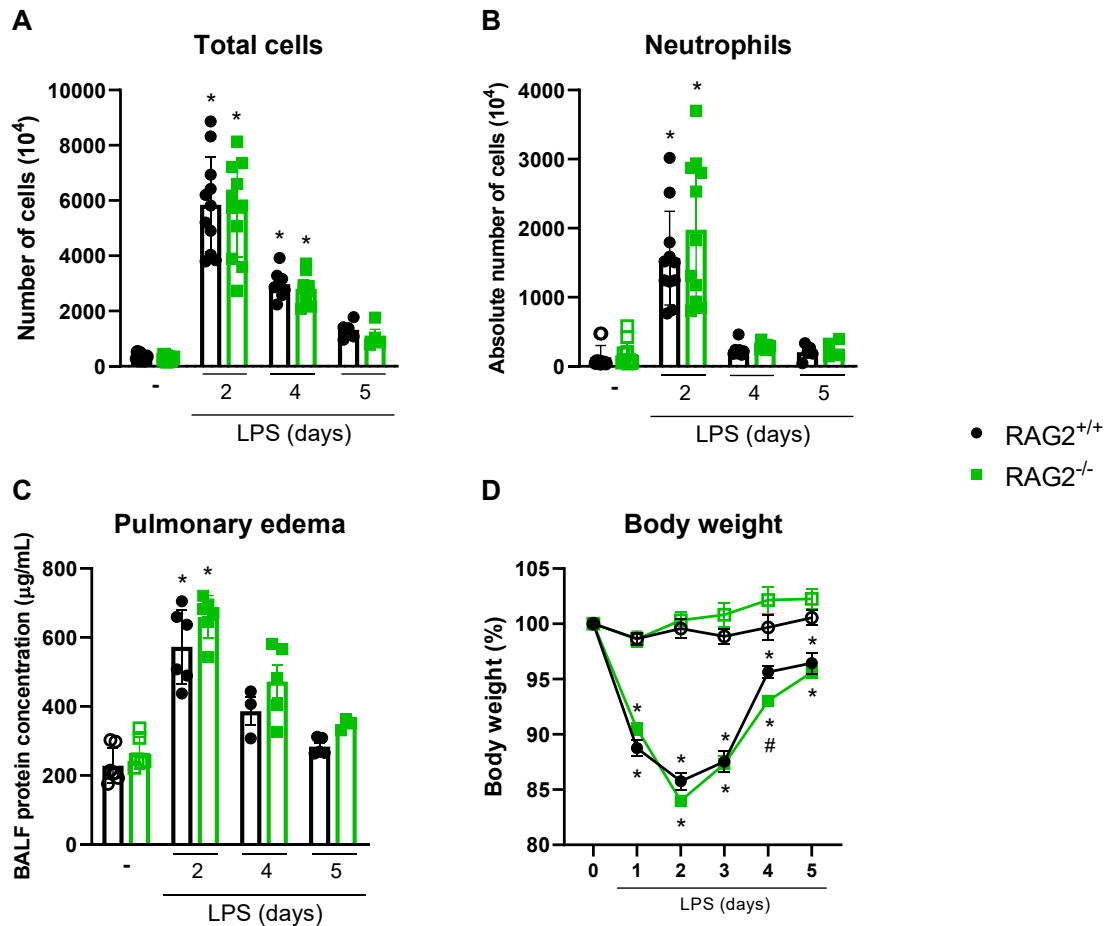 A
Total cells
Number of cells (10⁴)
10000
8000
6000
4000
2000
0
* * * *
- 2 4 5
LPS (days)
B
Neutrophils
Absolute number of cells (10⁴)
4000
3000
2000
1000
0
* *
- 2 4 5
LPS (days)
RAG2+/+
RAG2-/-
C
Pulmonary edema
BALF protein concentration (µg/mL)
800
600
400
200
0
* *
- 2 4 5
LPS (days)
D
Body weight
Body weight (%)
105
100
95
90
85
80
* * * * *
* * * * *
#
0 1 2 3 4 5
LPS (days)